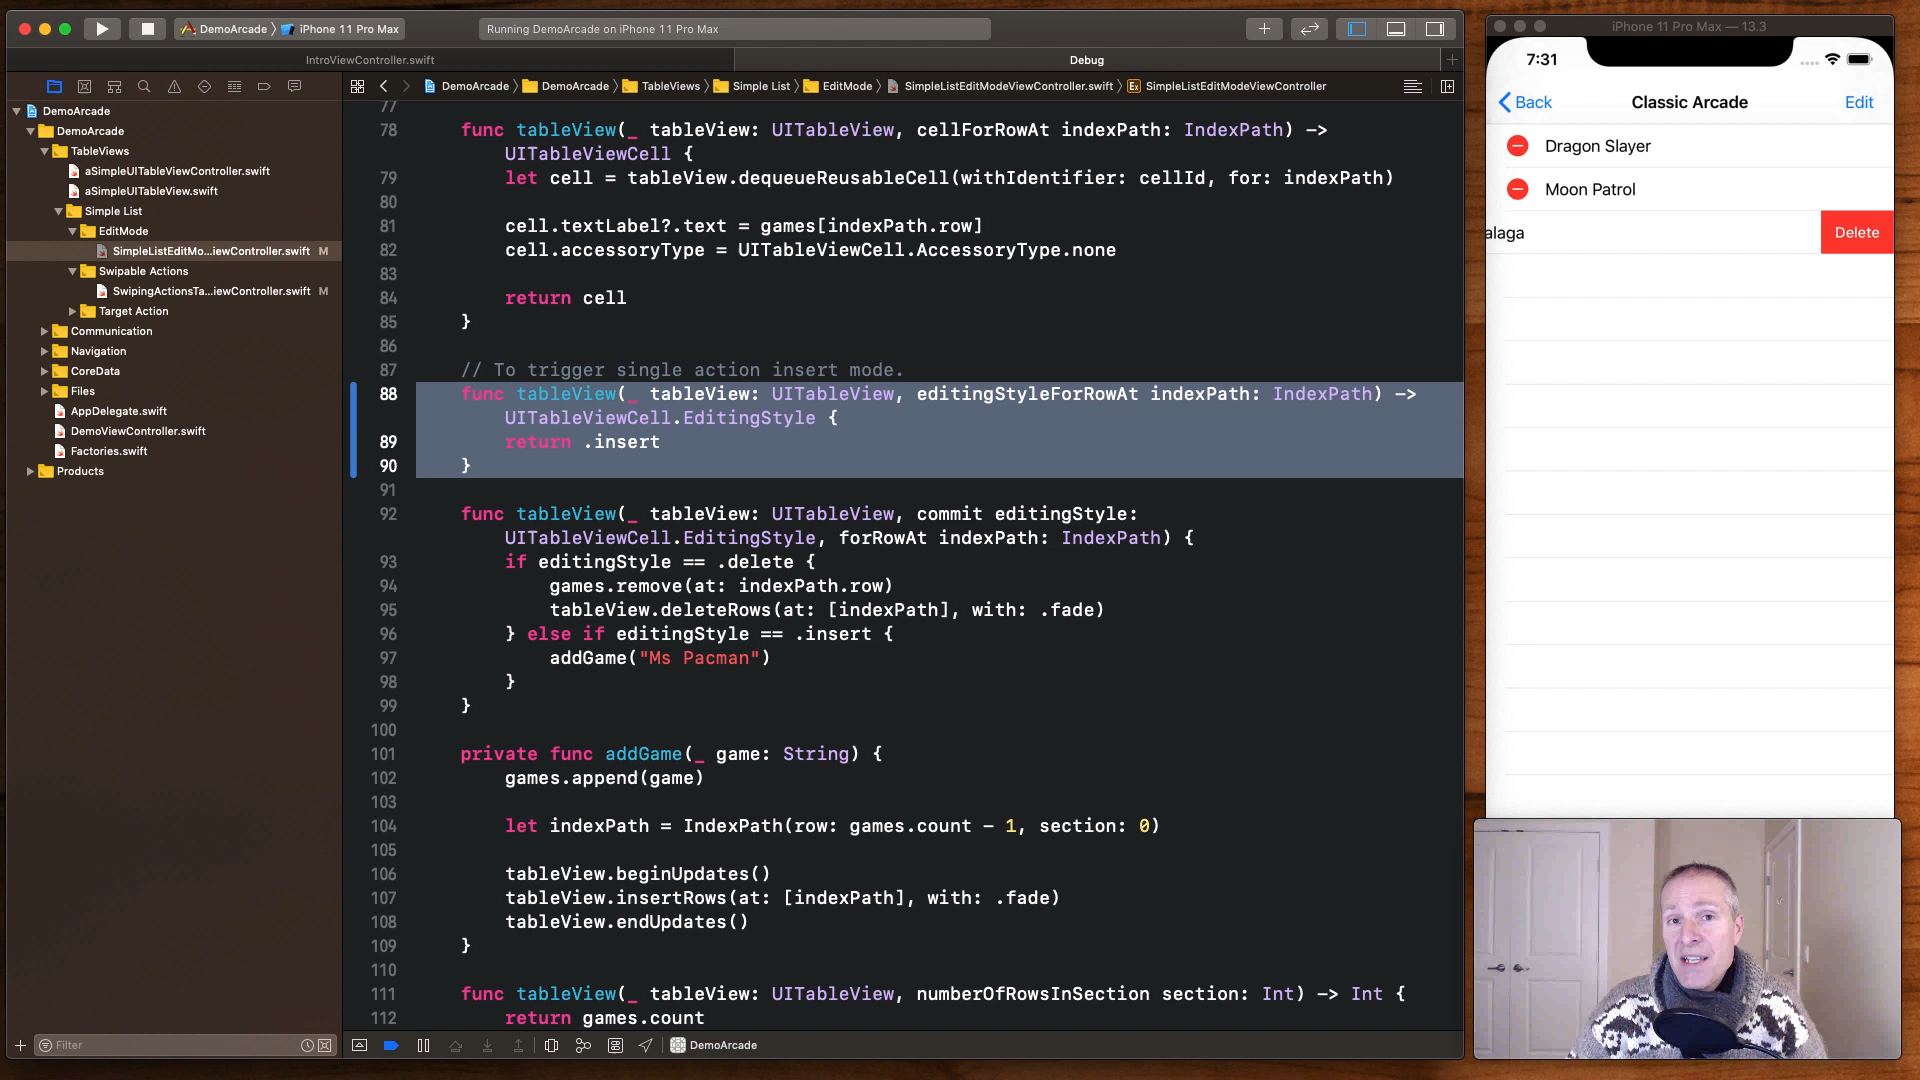 DemoArcade
iPhone 11 Pro Max
Running DemoArcade on iPhone 11 Pro Max
IntroViewController.swift
Debug
DemoArcade
DemoArcade
TableViews
Simple List
EditMode
SimpleListEditModeViewController.swift
Ex
SimpleListEditModeViewController
DemoArcade
DemoArcade
TableViews
aSimpleUITableViewController.swift
aSimpleUITableView.swift
Simple List
EditMode
SimpleListEditMo...iewController.swift M
Swipable Actions
SwipingActionsTa...iewController.swift M
Target Action
Communication
Navigation
CoreData
Files
AppDelegate.swift
DemoViewController.swift
Factories.swift
Products
Filter
77
78 func tableView(_ tableView: UITableView, cellForRowAt indexPath: IndexPath) ->
UITableViewCell {
79 let cell = tableView.dequeueReusableCell(withIdentifier: cellId, for: indexPath)
80
81 cell.textLabel?.text = games[indexPath.row]
82 cell.accessoryType = UITableViewCell.AccessoryType.none
83
84 return cell
85 }
86
87 // To trigger single action insert mode.
88 func tableView(_ tableView: UITableView, editingStyleForRowAt indexPath: IndexPath) ->
UITableViewCell.EditingStyle {
89 return .insert
90 }
91
92 func tableView(_ tableView: UITableView, commit editingStyle:
UITableViewCell.EditingStyle, forRowAt indexPath: IndexPath) {
93 if editingStyle == .delete {
94 games.remove(at: indexPath.row)
95 tableView.deleteRows(at: [indexPath], with: .fade)
96 } else if editingStyle == .insert {
97 addGame("Ms Pacman")
98 }
99 }
100
101 private func addGame(_ game: String) {
102 games.append(game)
103
104 let indexPath = IndexPath(row: games.count - 1, section: 0)
105
106 tableView.beginUpdates()
107 tableView.insertRows(at: [indexPath], with: .fade)
108 tableView.endUpdates()
109 }
110
111 func tableView(_ tableView: UITableView, numberOfRowsInSection section: Int) -> Int {
112 return games.count
DemoArcade
iPhone 11 Pro Max — 13.3
7:31
Back
Classic Arcade
Edit
Dragon Slayer
Moon Patrol
alaga
Delete